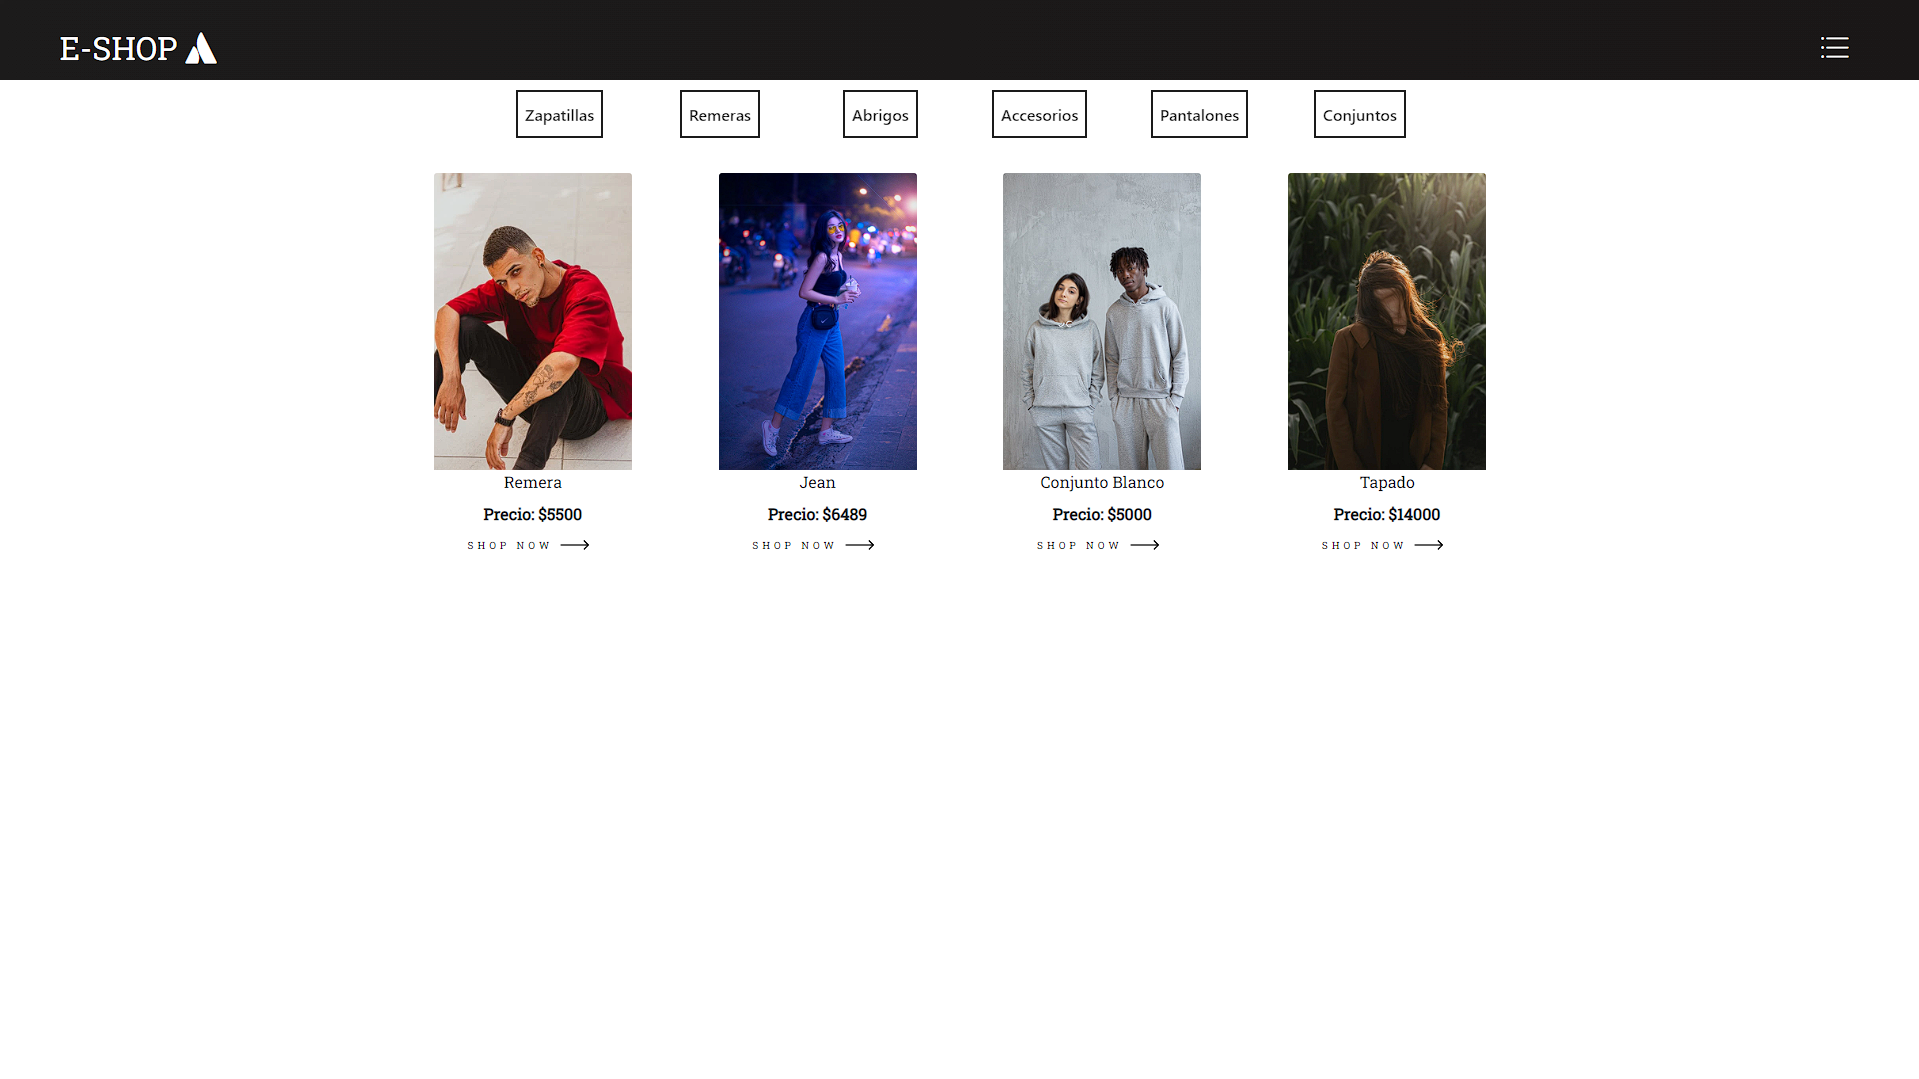 E-SHOP
Zapatillas
Remeras
Abrigos
Accesorios
Pantalones
Conjuntos
Remera
Precio: $5500
SHOP NOW
Jean
Precio: $6489
SHOP NOW
Conjunto Blanco
Precio: $5000
SHOP NOW
Tapado
Precio: $14000
SHOP NOW